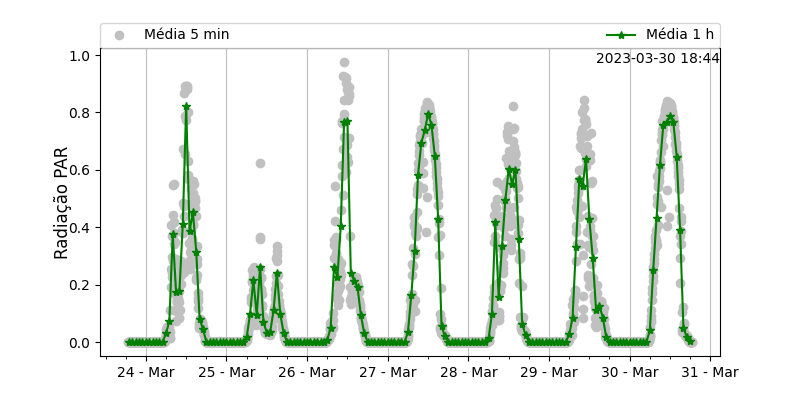 Média 5 min
Média 1 h
2023-03-30 18:44
Radiação PAR
1.0
0.8
0.6
0.4
0.2
0.0
24 - Mar
25 - Mar
26 - Mar
27 - Mar
28 - Mar
29 - Mar
30 - Mar
31 - Mar